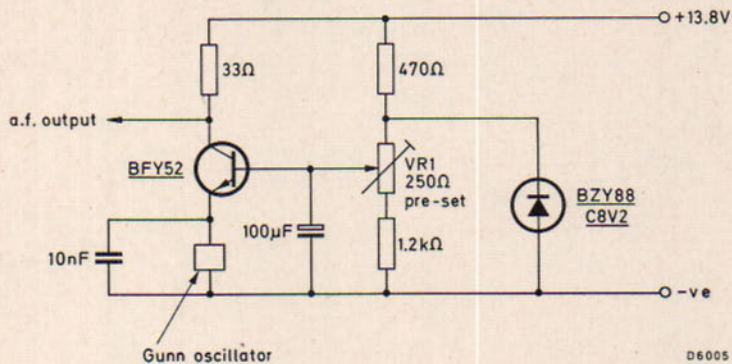 +13.8V
33Ω
470Ω
a.f. output
BFY52
VR1
250Ω
pre-set
BZY88
C8V2
100µF
1.2kΩ
10nF
-ve
Gunn oscillator
D6005